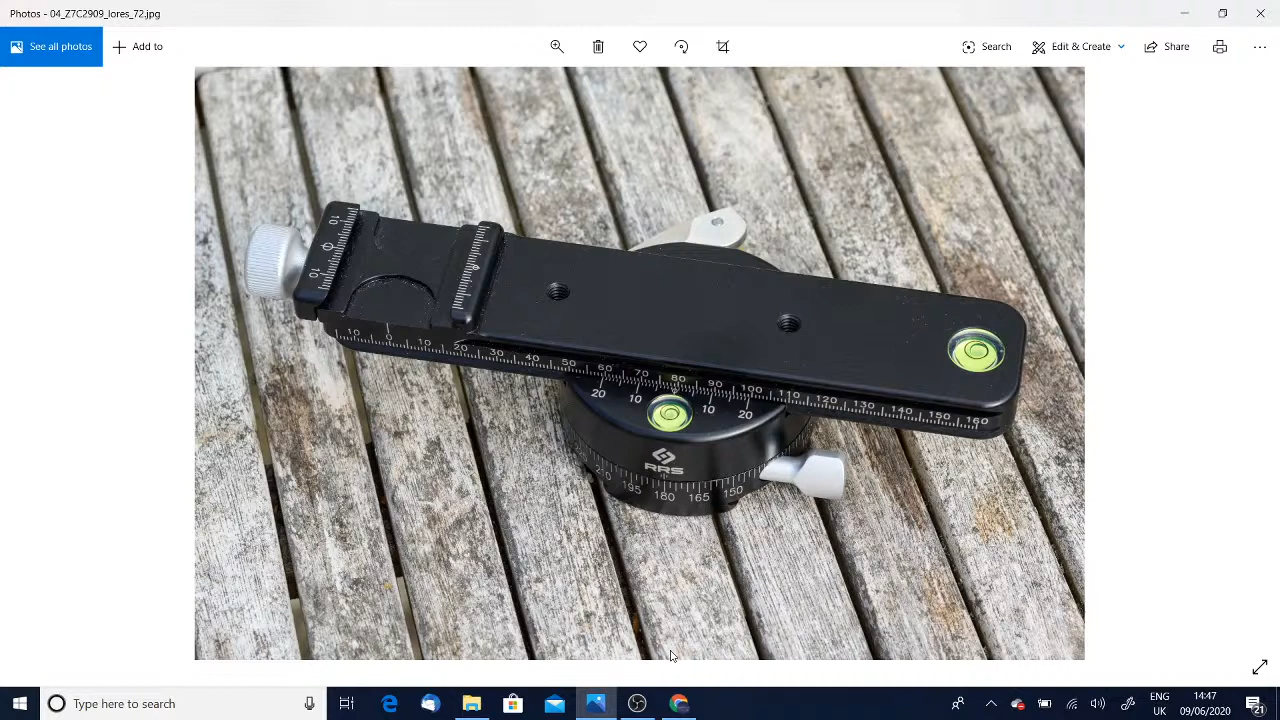 Photos - 04_Z7C2909_lores_72.jpg
See all photos
Add to
Search
Edit & Create
Share
10
10
10 0 10 20 30 40 50 60 70 80 90 100 110 120 130 140 150 160
20 10 10 20
RRS
210 195 180 165 150
Type here to search
ENG
UK
14:47
09/06/2020
21